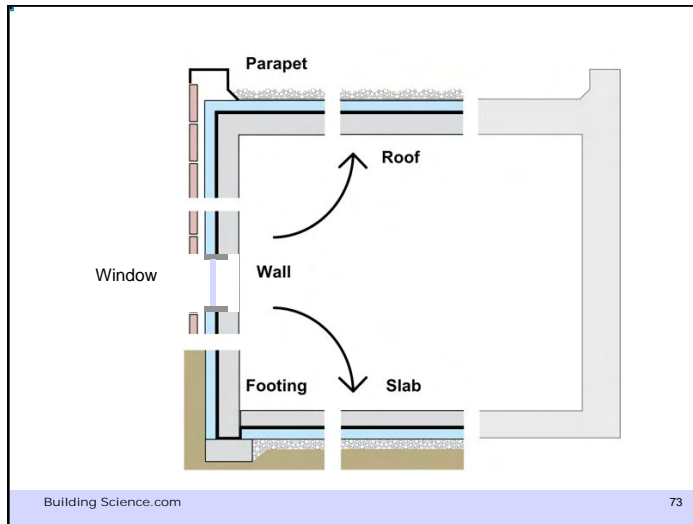 Parapet
Roof
Window
Wall
Footing
Slab
Building Science.com
73